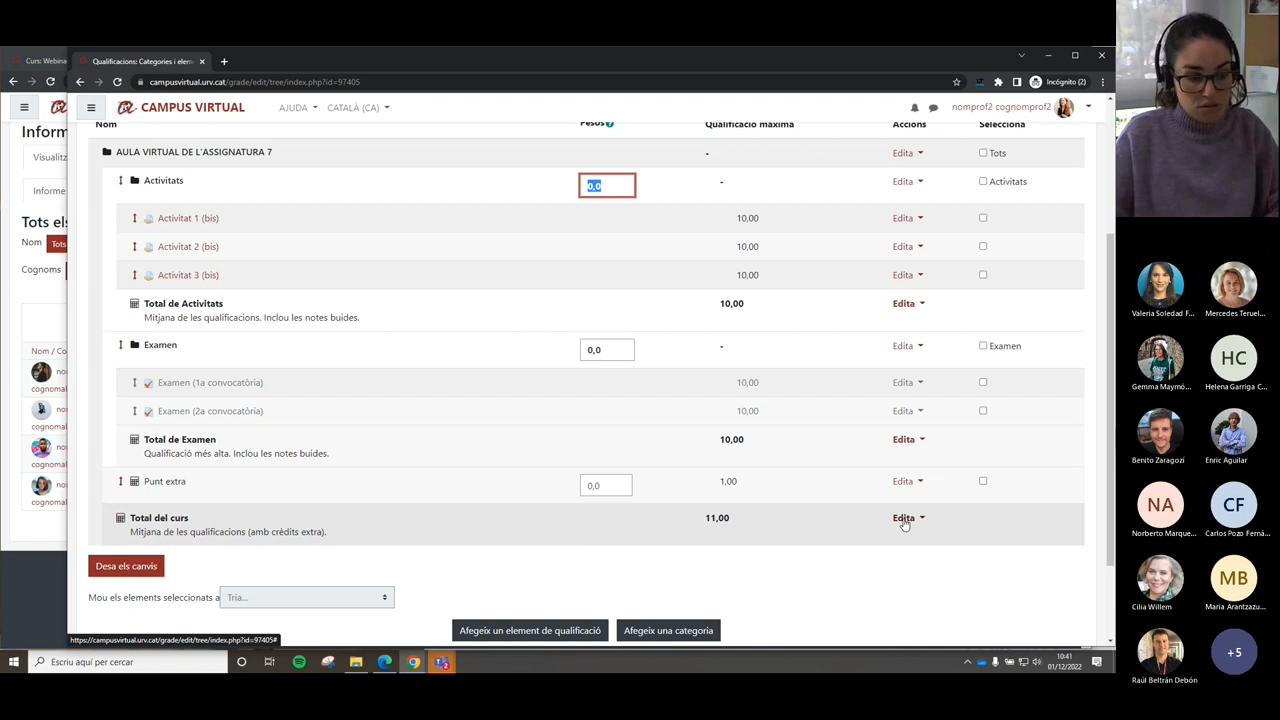 Curs: Webina
Qualificacions: Categories i elem
campusvirtual.urv.cat/grade/edit/tree/index.php?id=97405
Incógnito (2)
CAMPUS VIRTUAL
AJUDA
CATALÀ (CA)
nomprof2 cognomprof2
Inform
Visualitz
Informe
Tots els
Nom
Tots
Cognoms
Nom / Co
cognomal
cognomal
cognomal
cognomal
Nom
Pesos
Qualificació màxima
Accions
Selecciona
AULA VIRTUAL DE L'ASSIGNATURA 7
-
Edita
Tots
Activitats
0,0
-
Edita
Activitats
Activitat 1 (bis)
10,00
Edita
Activitat 2 (bis)
10,00
Edita
Activitat 3 (bis)
10,00
Edita
Total de Activitats
10,00
Edita
Mitjana de les qualificacions. Inclou les notes buides.
Examen
0,0
-
Edita
Examen
Examen (1a convocatòria)
10,00
Edita
Examen (2a convocatòria)
10,00
Edita
Total de Examen
10,00
Edita
Qualificació més alta. Inclou les notes buides.
Punt extra
0,0
1,00
Edita
Total del curs
11,00
Edita
Mitjana de les qualificacions (amb crèdits extra).
Desa els canvis
Mou els elements seleccionats a
Tria...
Afegeix un element de qualificació
Afegeix una categoria
https://campusvirtual.urv.cat/grade/edit/tree/index.php?id=97405#
Escriu aquí per cercar
10:41
01/12/2022
Valeria Soledad F...
Mercedes Teruel...
Gemma Maymó...
HC
Helena Garriga C...
Benito Zaragozí
Enric Aguilar
NA
Norberto Marque...
CF
Carlos Pozo Ferná...
Cilia Willem
MB
Maria Arantzazu...
Raúl Beltrán Debón
+5